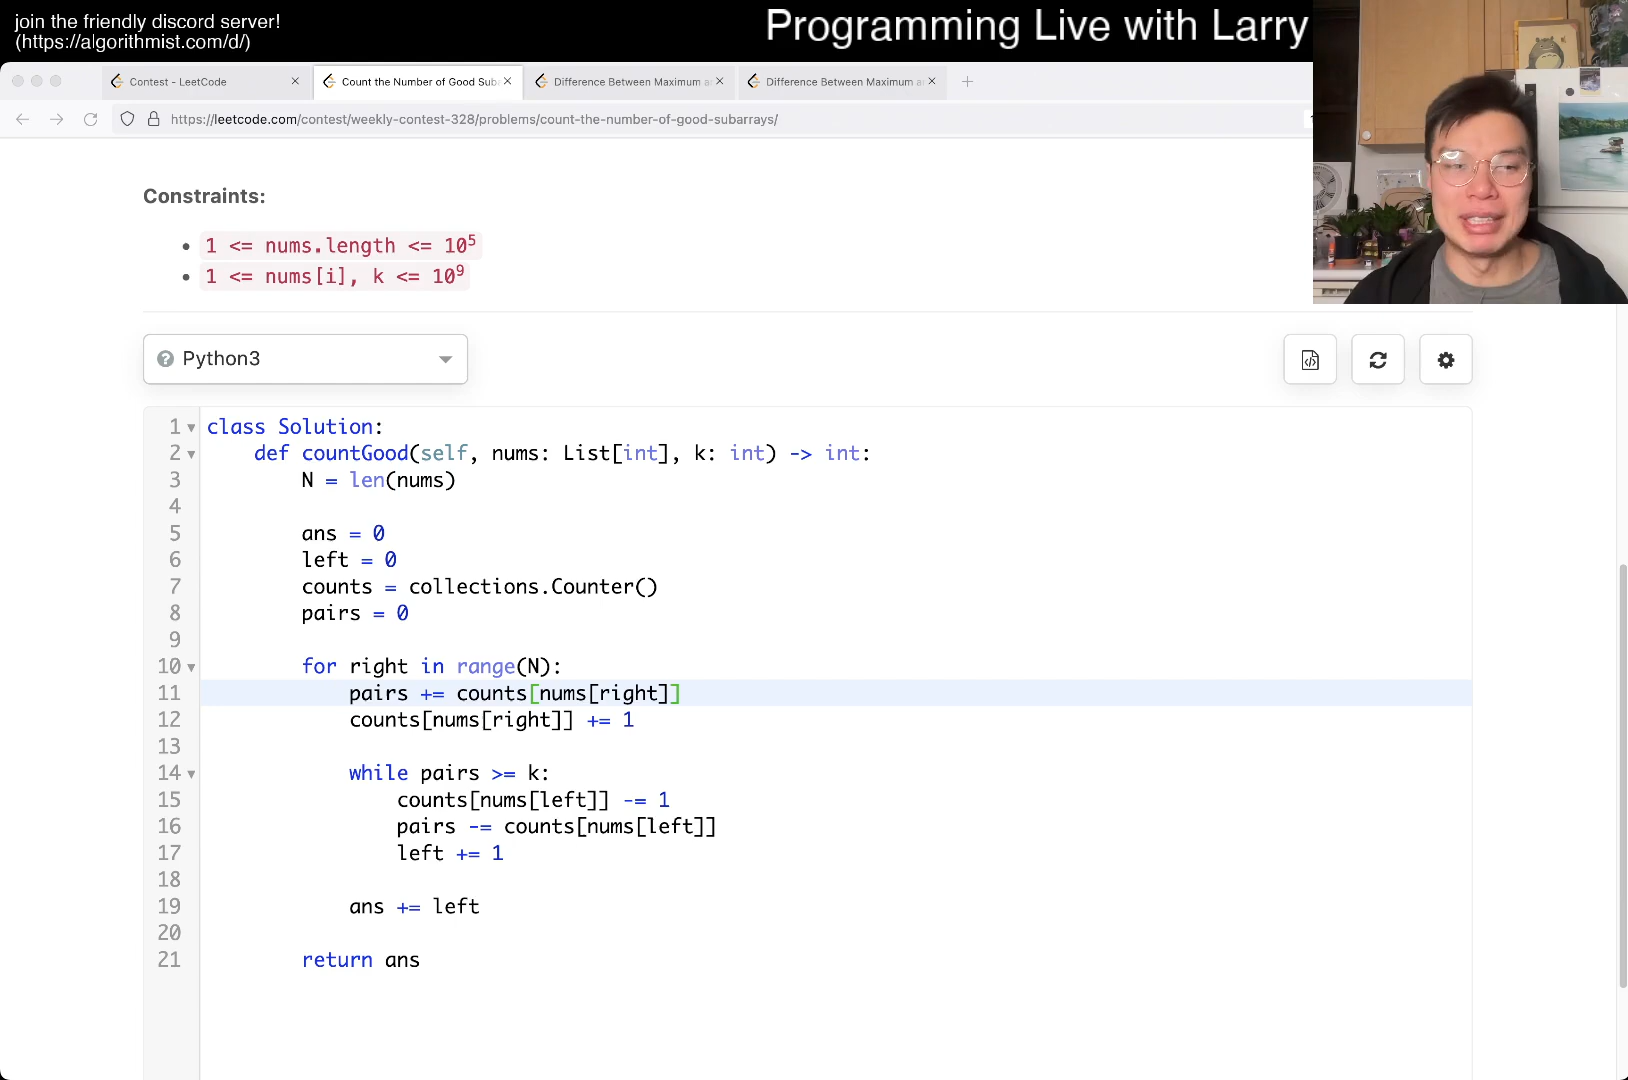 join the friendly discord server!
(https://algorithmist.com/d/)
Programming Live with Larry
Contest - LeetCode
Count the Number of Good Sub
Difference Between Maximum a
Difference Between Maximum a
https://leetcode.com/contest/weekly-contest-328/problems/count-the-number-of-good-subarrays/
Constraints:
• 1 <= nums.length <= 10⁵
• 1 <= nums[i], k <= 10⁹
Python3
1 class Solution:
2     def countGood(self, nums: List[int], k: int) -> int:
3         N = len(nums)
4
5         ans = 0
6         left = 0
7         counts = collections.Counter()
8         pairs = 0
9
10         for right in range(N):
11             pairs += counts[nums[right]]
12             counts[nums[right]] += 1
13
14             while pairs >= k:
15                 counts[nums[left]] -= 1
16                 pairs -= counts[nums[left]]
17                 left += 1
18
19             ans += left
20
21         return ans